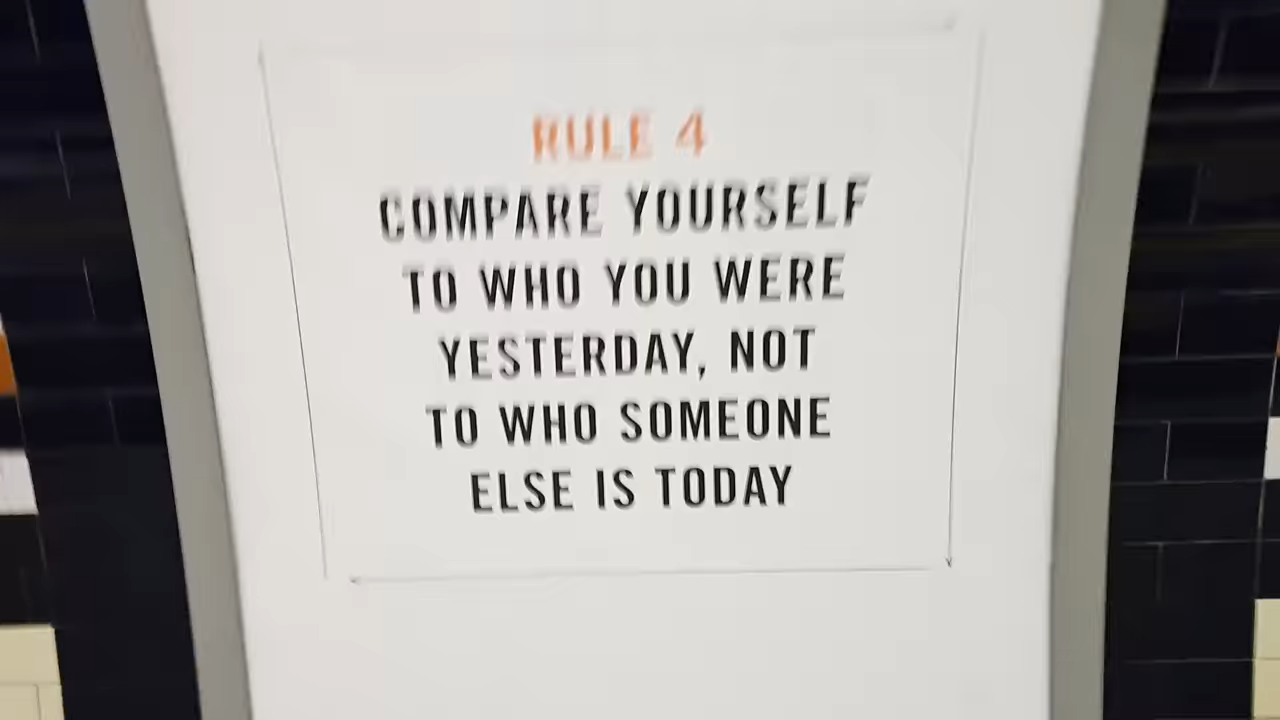 RULE 4
COMPARE YOURSELF
TO WHO YOU WERE
YESTERDAY, NOT
TO WHO SOMEONE
ELSE IS TODAY